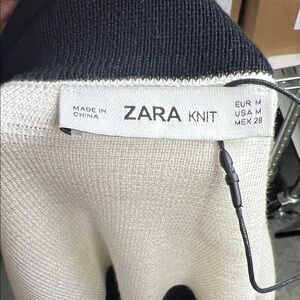 MADE IN
CHINA
ZARA KNIT
EUR M
USA M
MEX 28